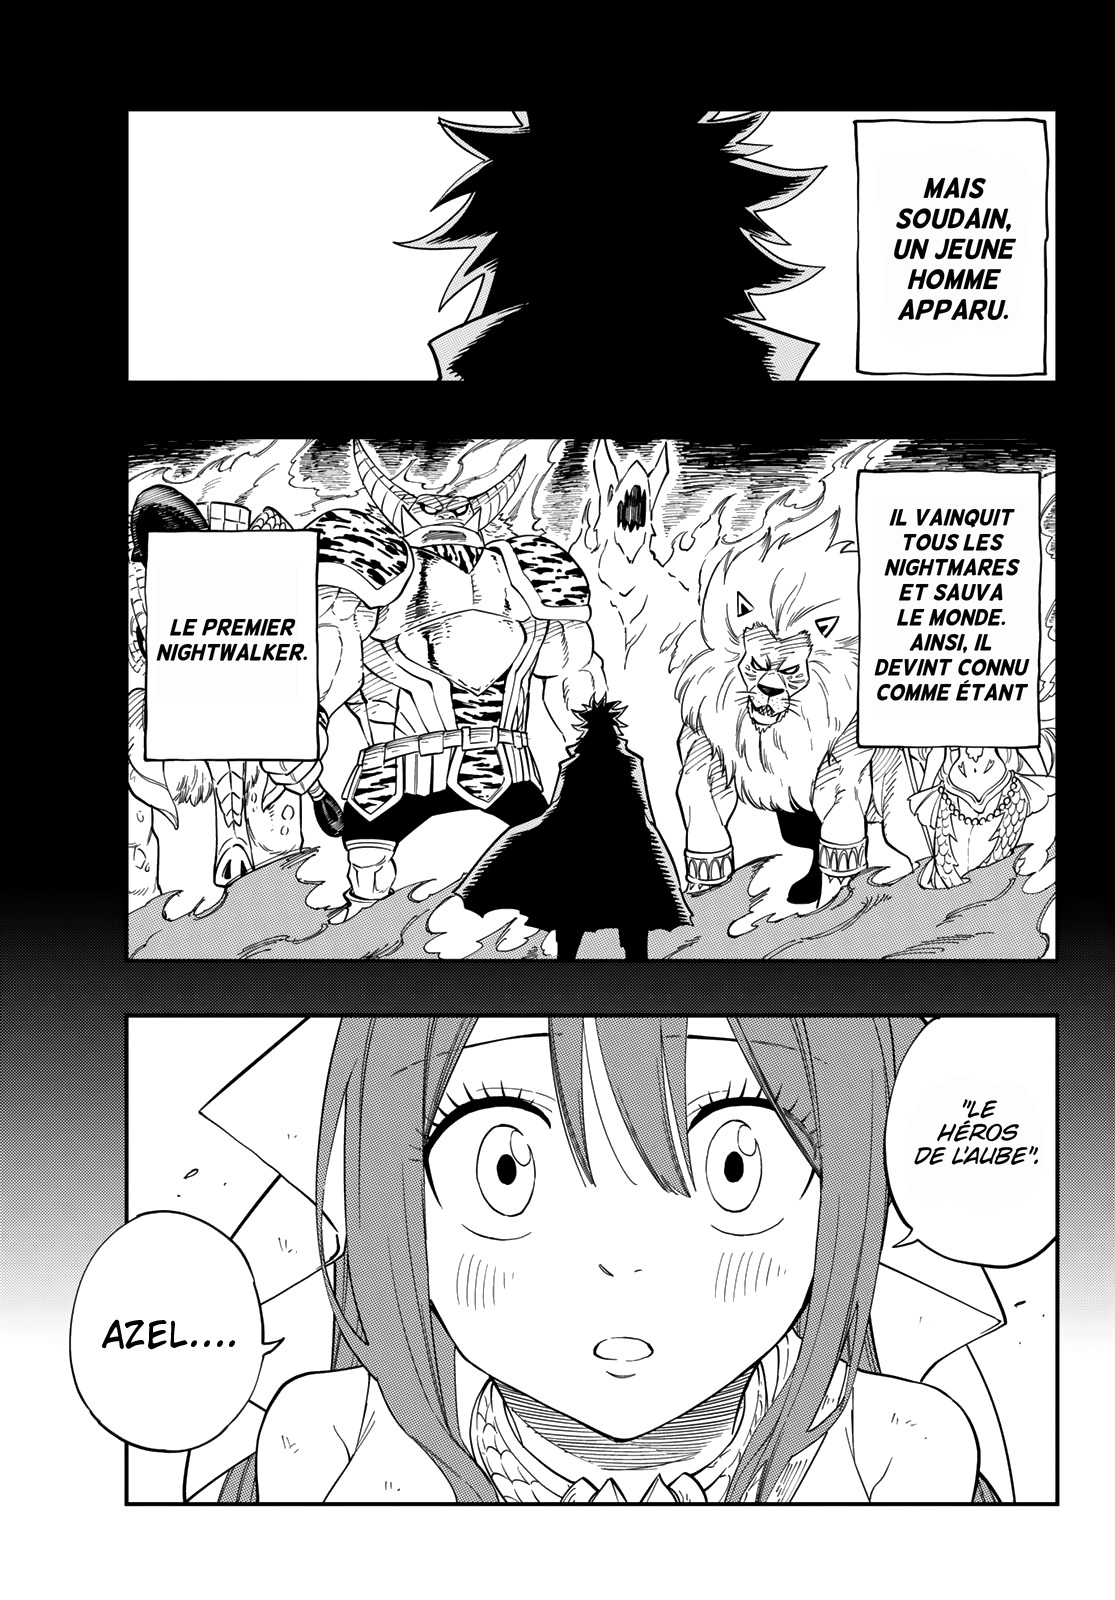 MAIS
SOUDAIN,
UN JEUNE
HOMME
APPARU.
IL VAINQUIT
TOUS LES
NIGHTMARES
ET SAUVA
LE MONDE.
AINSI, IL
DEVINT CONNU
COMME ÉTANT
LE PREMIER
NIGHTWALKER.
"LE
HÉROS
DE L'AUBE".
AZEL....